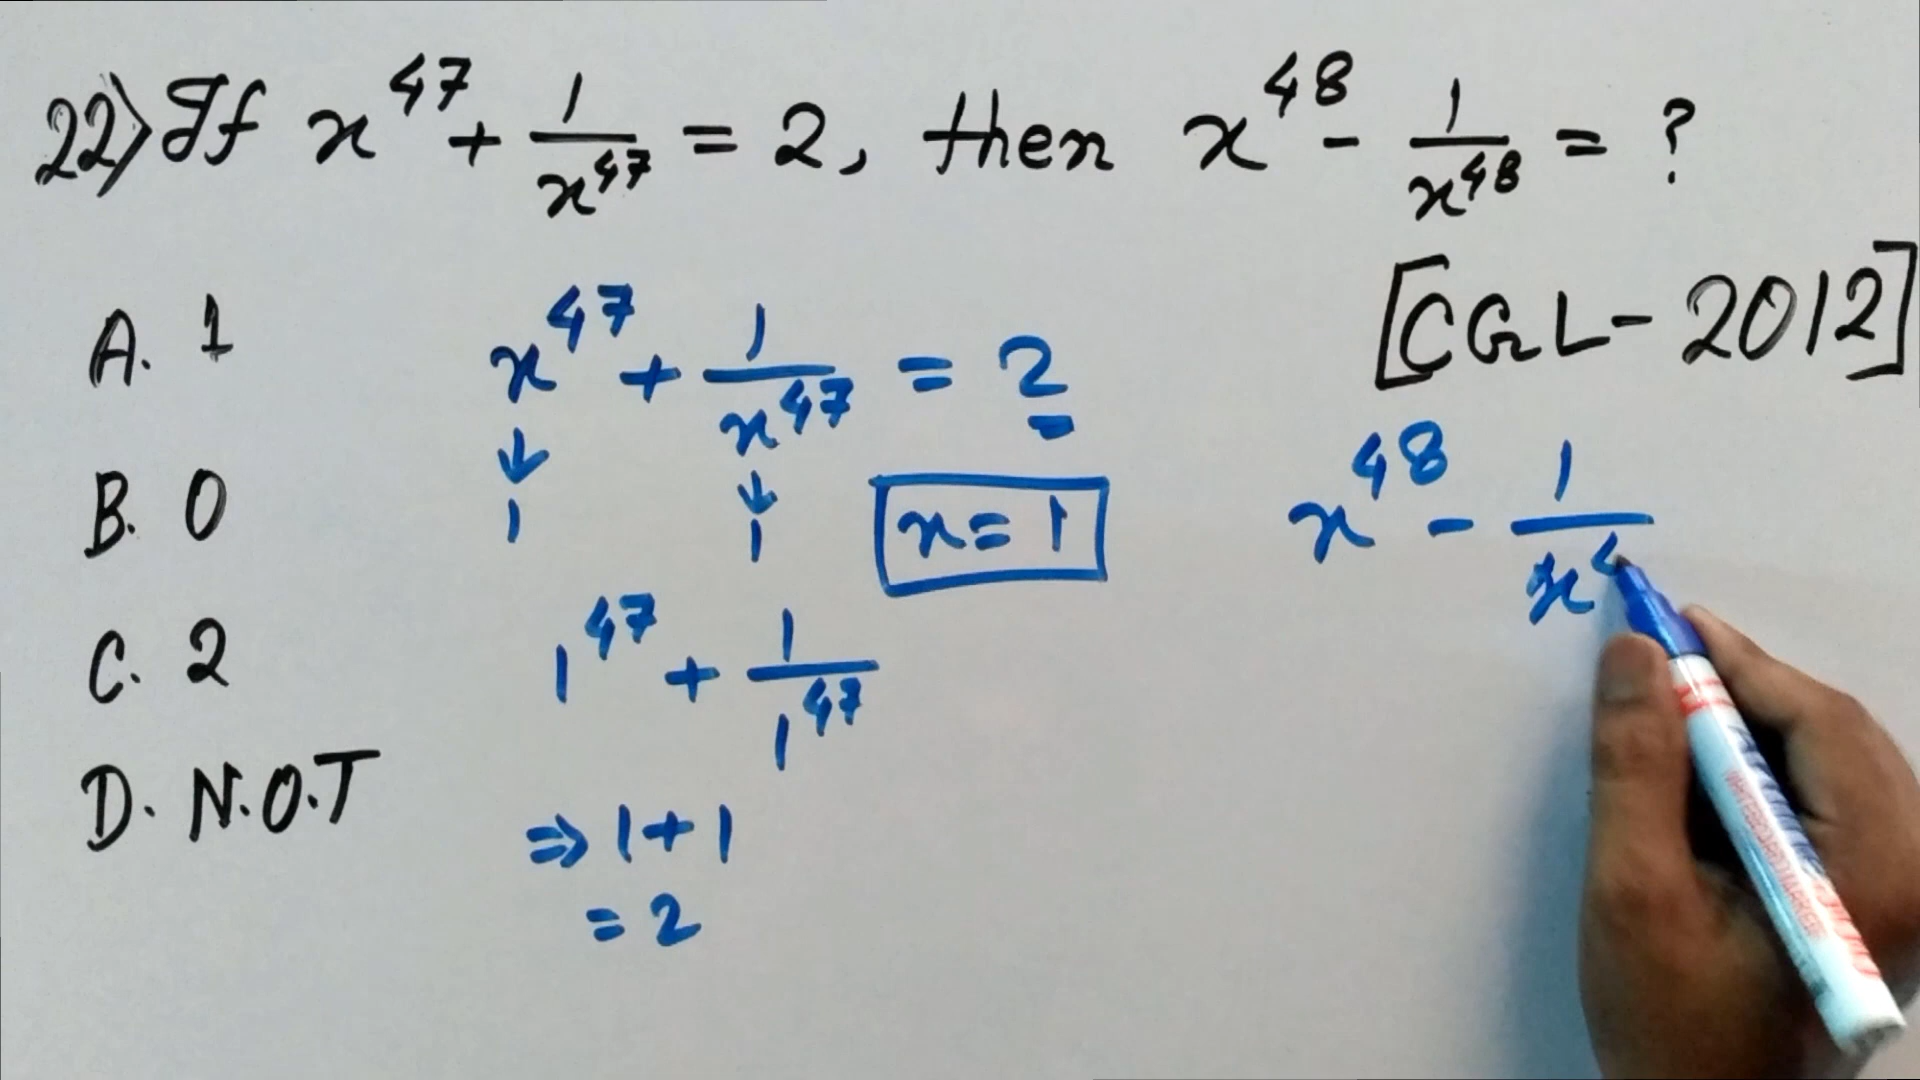 22) If x^47 + 1/x^47 = 2, then x^48 - 1/x^48 = ?
[CGL-2012]
A. 1
B. 0
C. 2
D. N.O.T
x^47 + 1/x^47 = 2
↓ ↓
1 1
x = 1
1^47 + 1/1^47
⇒ 1+1
= 2
x^48 - 1/x^4